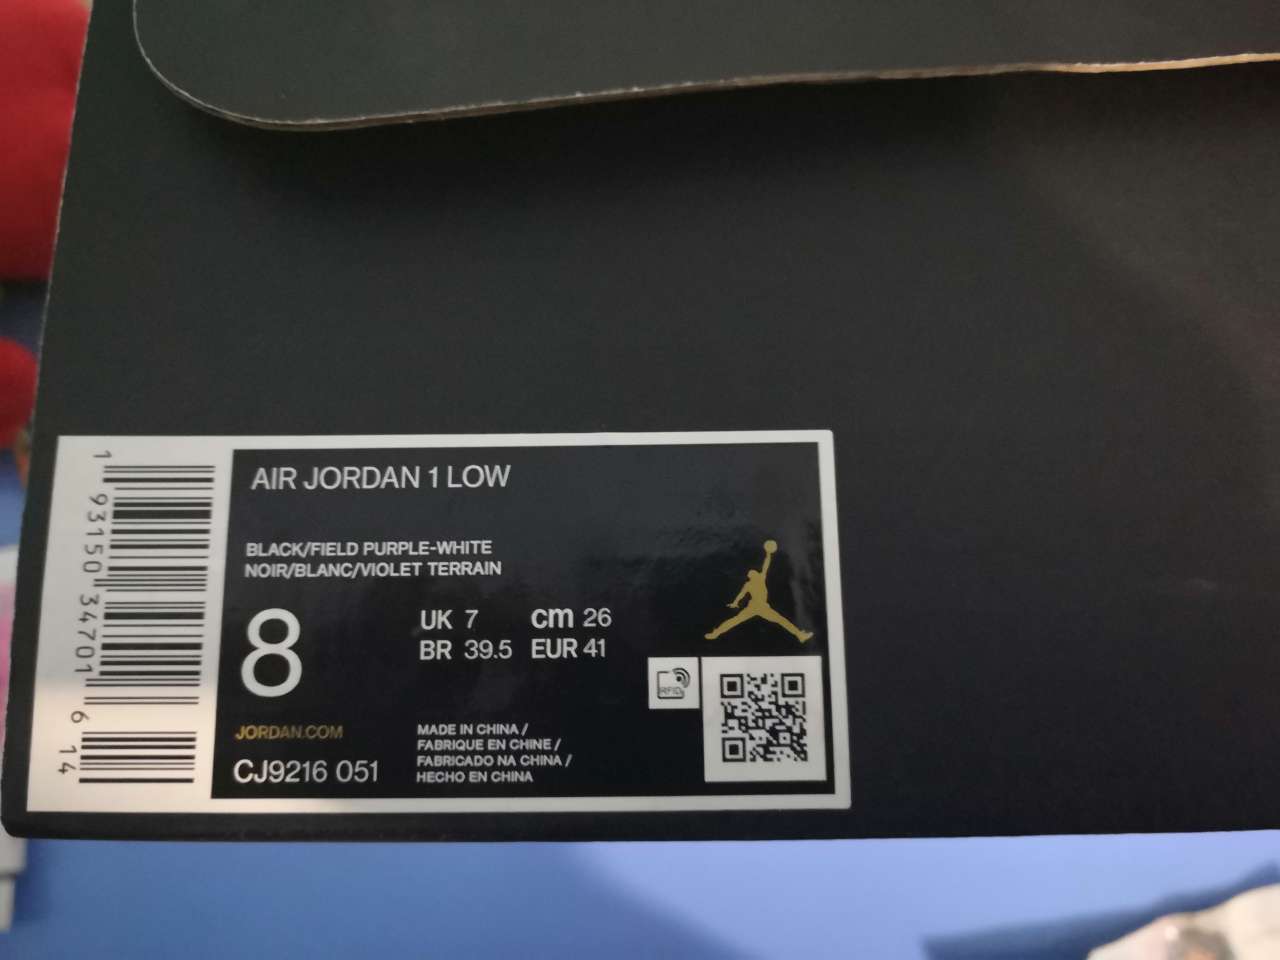 AIR JORDAN 1 LOW
BLACK/FIELD PURPLE-WHITE
NOIR/BLANC/VIOLET TERRAIN
8
UK 7 cm 26
BR 39.5 EUR 41
RFID
JORDAN.COM
CJ9216 051
MADE IN CHINA /
FABRIQUE EN CHINE /
FABRICADO NA CHINA /
HECHO EN CHINA
1 93150 34701 6 14